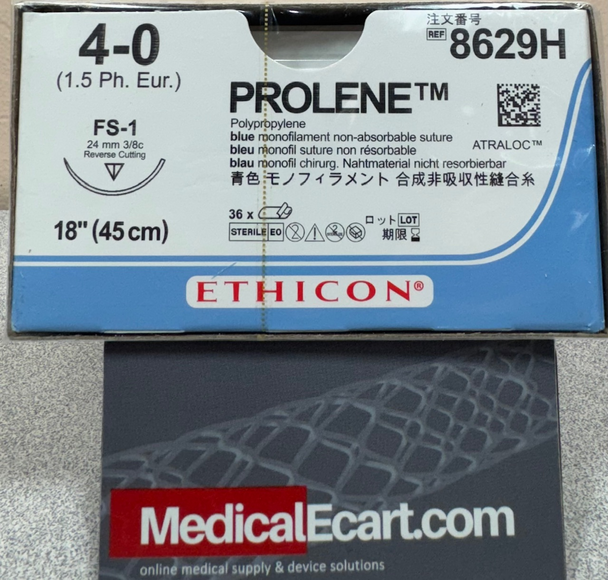 4-0
(1.5 Ph. Eur.)
FS-1
24 mm 3/8c
Reverse Cutting
18" (45 cm)
注文番号
REF 8629H
PROLENE™
Polypropylene
blue monofilament non-absorbable suture
bleu monofil suture non résorbable
blau monofil chirurg. Nahtmaterial nicht resorbierbar
青色 モノフィラメント 合成非吸収性縫合糸
ATRALOC™
36 x
STERILE EO
ロット LOT
期限
ETHICON®
MedicalEcart.com
online medical supply & device solutions